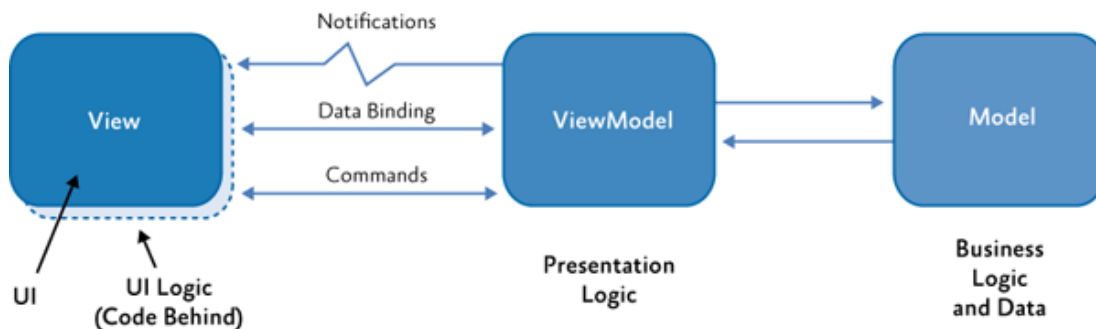 Notifications
View
Data Binding
ViewModel
Model
Commands
UI
UI Logic
(Code Behind)
Presentation
Logic
Business
Logic
and Data